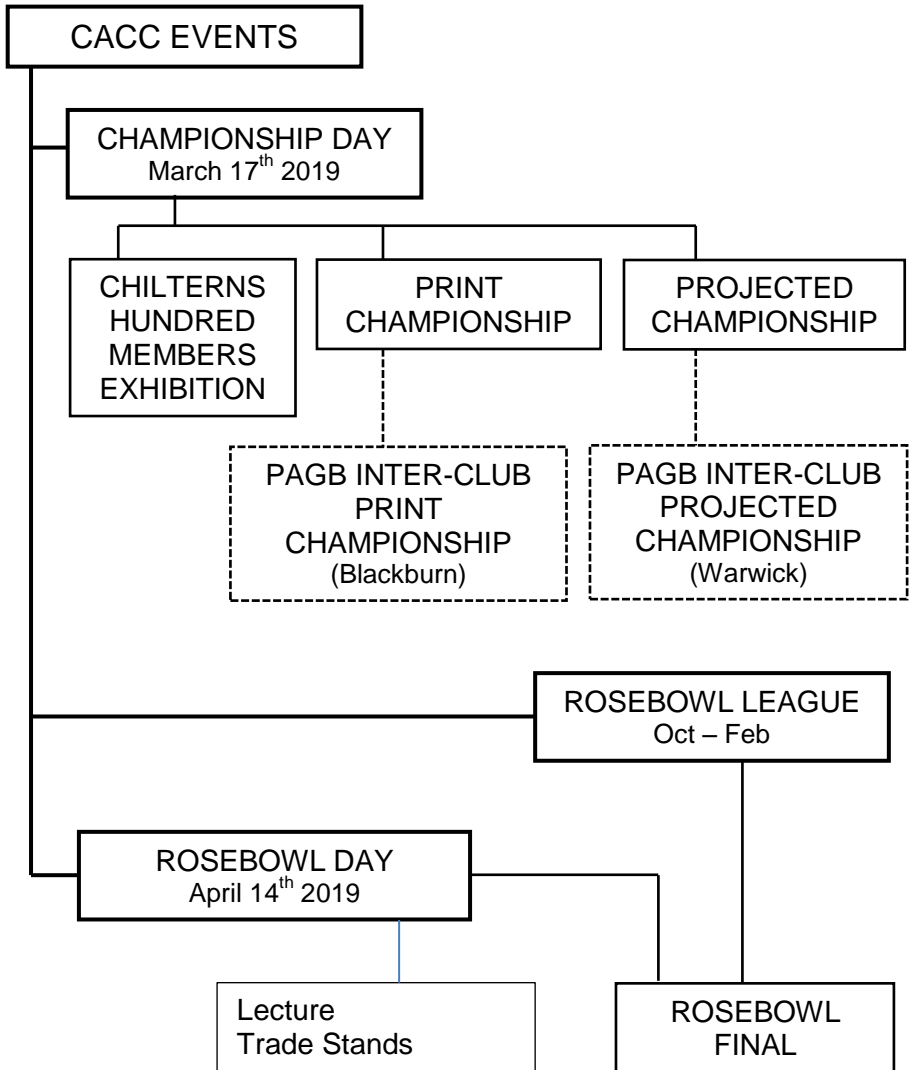 CACC EVENTS
CHAMPIONSHIP DAY
March 17th 2019
CHILTERNS
HUNDRED
MEMBERS
EXHIBITION
PRINT
CHAMPIONSHIP
PROJECTED
CHAMPIONSHIP
PAGB INTER-CLUB
PRINT
CHAMPIONSHIP
(Blackburn)
PAGB INTER-CLUB
PROJECTED
CHAMPIONSHIP
(Warwick)
ROSEBOWL LEAGUE
Oct – Feb
ROSEBOWL DAY
April 14th 2019
Lecture
Trade Stands
ROSEBOWL
FINAL